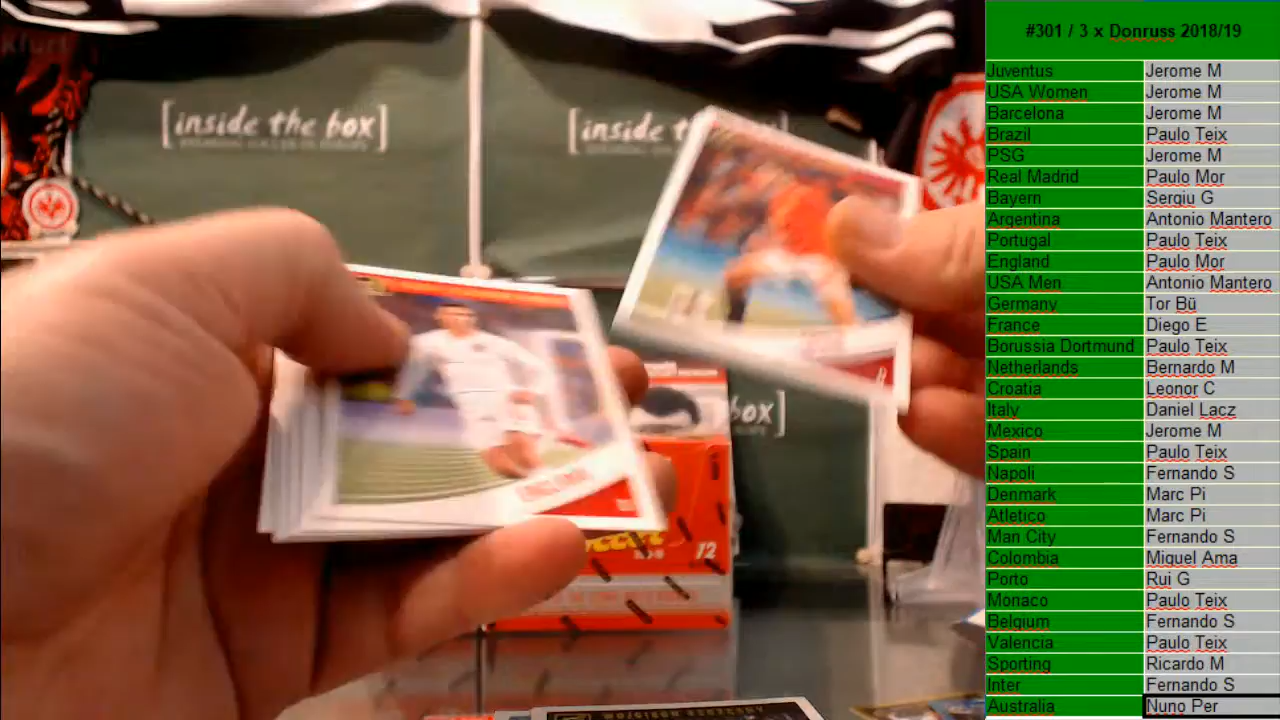 [inside the box]
[inside t
box]
12
#301 / 3 x Donruss 2018/19
Juventus Jerome M
USA Women Jerome M
Barcelona Jerome M
Brazil Paulo Teix
PSG Jerome M
Real Madrid Paulo Mor
Bayern Sergiu G
Argentina Antonio Mantero
Portugal Paulo Teix
England Paulo Mor
USA Men Antonio Mantero
Germany Tor Bü
France Diego E
Borussia Dortmund Paulo Teix
Netherlands Bernardo M
Croatia Leonor C
Italy Daniel Lacz
Mexico Jerome M
Spain Paulo Teix
Napoli Fernando S
Denmark Marc Pi
Atletico Marc Pi
Man City Fernando S
Colombia Miguel Ama
Porto Rui G
Monaco Paulo Teix
Belgium Fernando S
Valencia Paulo Teix
Sporting Ricardo M
Inter Fernando S
Australia Nuno Per